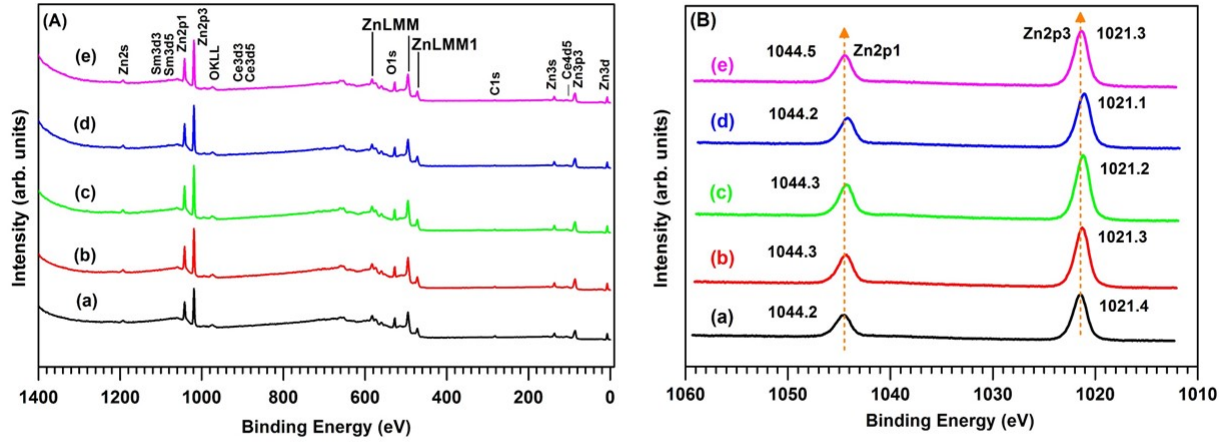 (A)
ZnLMM
ZnLMM1
Zn2s
Sm3d3
Sm3d5
Zn2p1
Zn2p3
OKLL
Ce3d3
Ce3d5
O1s
C1s
Zn3s
Ce4d5
Zn3p3
Zn3d
(e)
(d)
(c)
(b)
(a)
Intensity (arb. units)
1400 1200 1000 800 600 400 200 0
Binding Energy (eV)
(B)
Zn2p3
1044.5 Zn2p1 1021.3
(e)
1044.2 1021.1
(d)
1044.3 1021.2
(c)
1044.3 1021.3
(b)
1044.2 1021.4
(a)
Intensity (arb. units)
1060 1050 1040 1030 1020 1010
Binding Energy (eV)